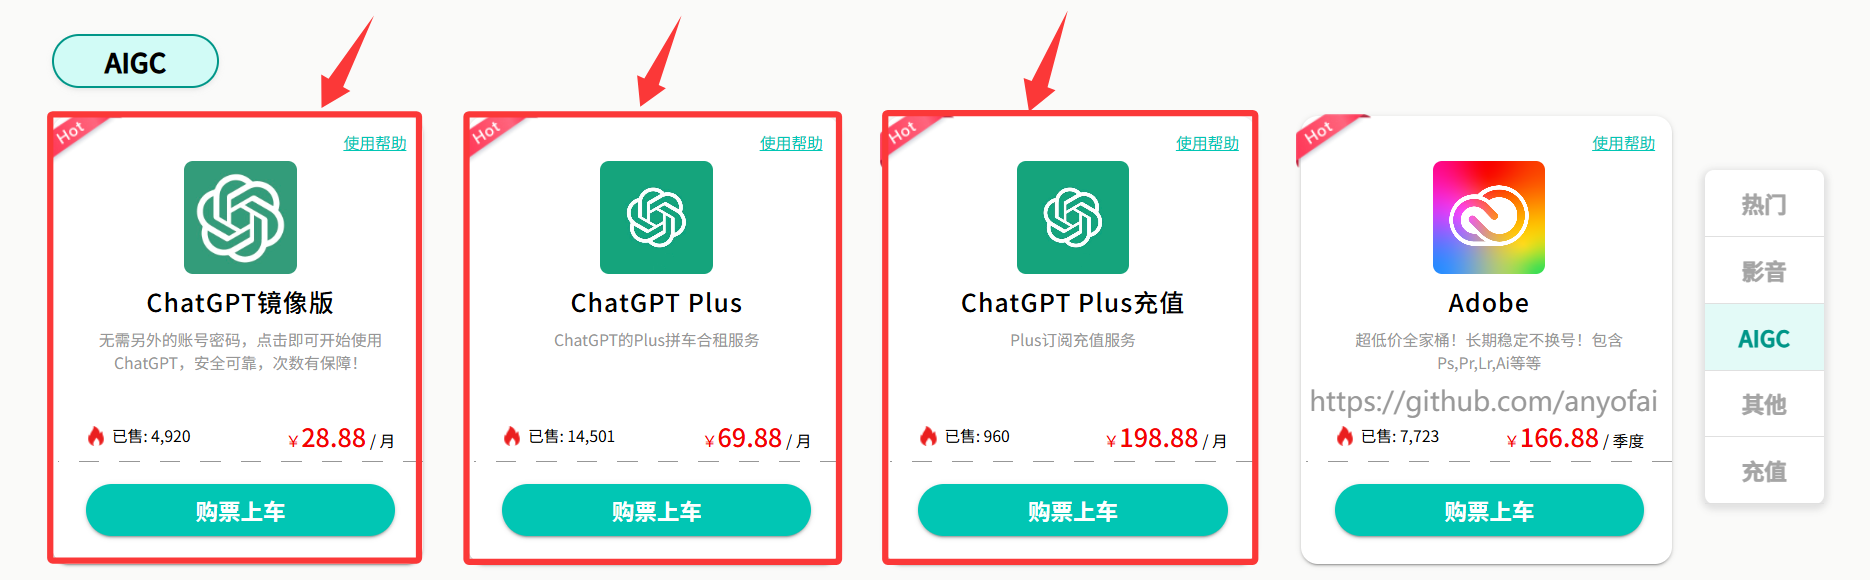 AIGC
Hot
使用帮助
ChatGPT镜像版
无需另外的账号密码，点击即可开始使用
ChatGPT，安全可靠，次数有保障！
已售: 4,920
￥28.88 / 月
购票上车
Hot
使用帮助
ChatGPT Plus
ChatGPT的Plus拼车合租服务
已售: 14,501
￥69.88 / 月
购票上车
Hot
使用帮助
ChatGPT Plus充值
Plus订阅充值服务
已售: 960
￥198.88 / 月
购票上车
Hot
使用帮助
Adobe
超低价全家桶！长期稳定不换号！包含
Ps,Pr,Lr,Ai等等
https://github.com/anyofai
已售: 7,723
￥166.88 / 季度
购票上车
热门
影音
AIGC
其他
充值